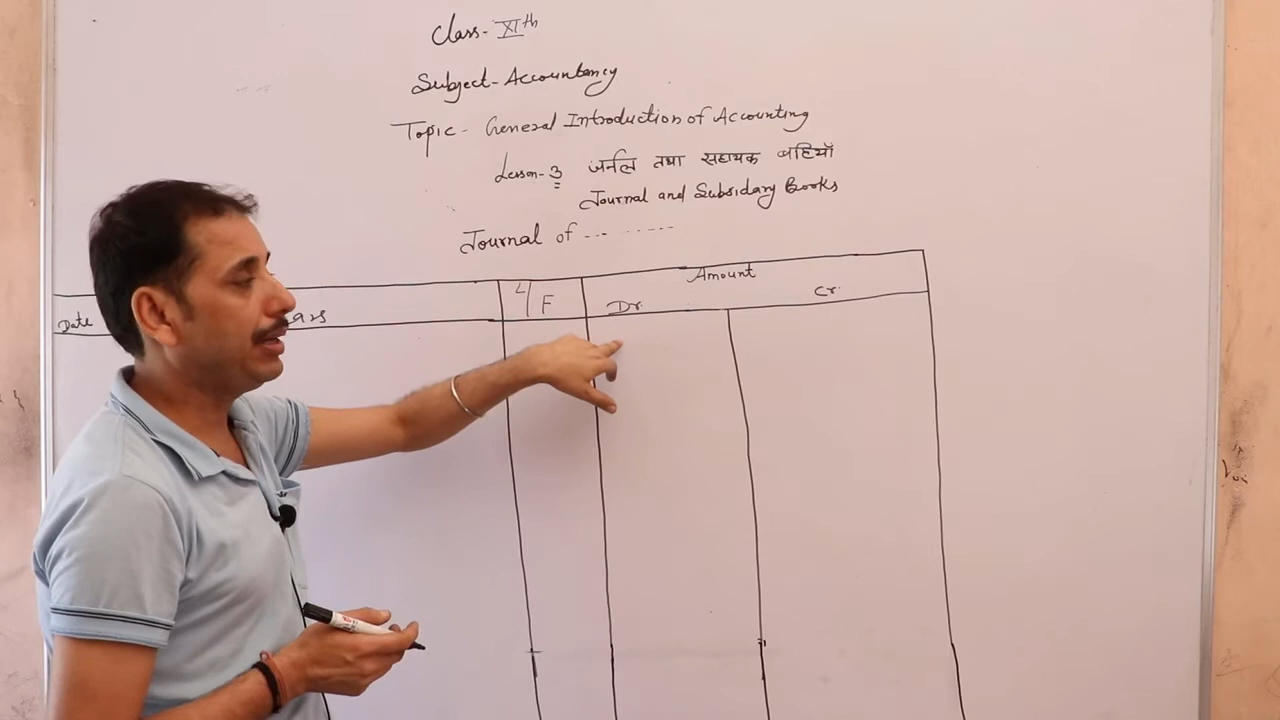 Class- XIth
Subject- Accountancy
Topic- General Introduction of Accounting
Lesson-3 जर्नल तथा सहायक बहियाँ
Journal and Subsidary Books
Journal of ... ......
Date L/F Amount
Dr. Cr.